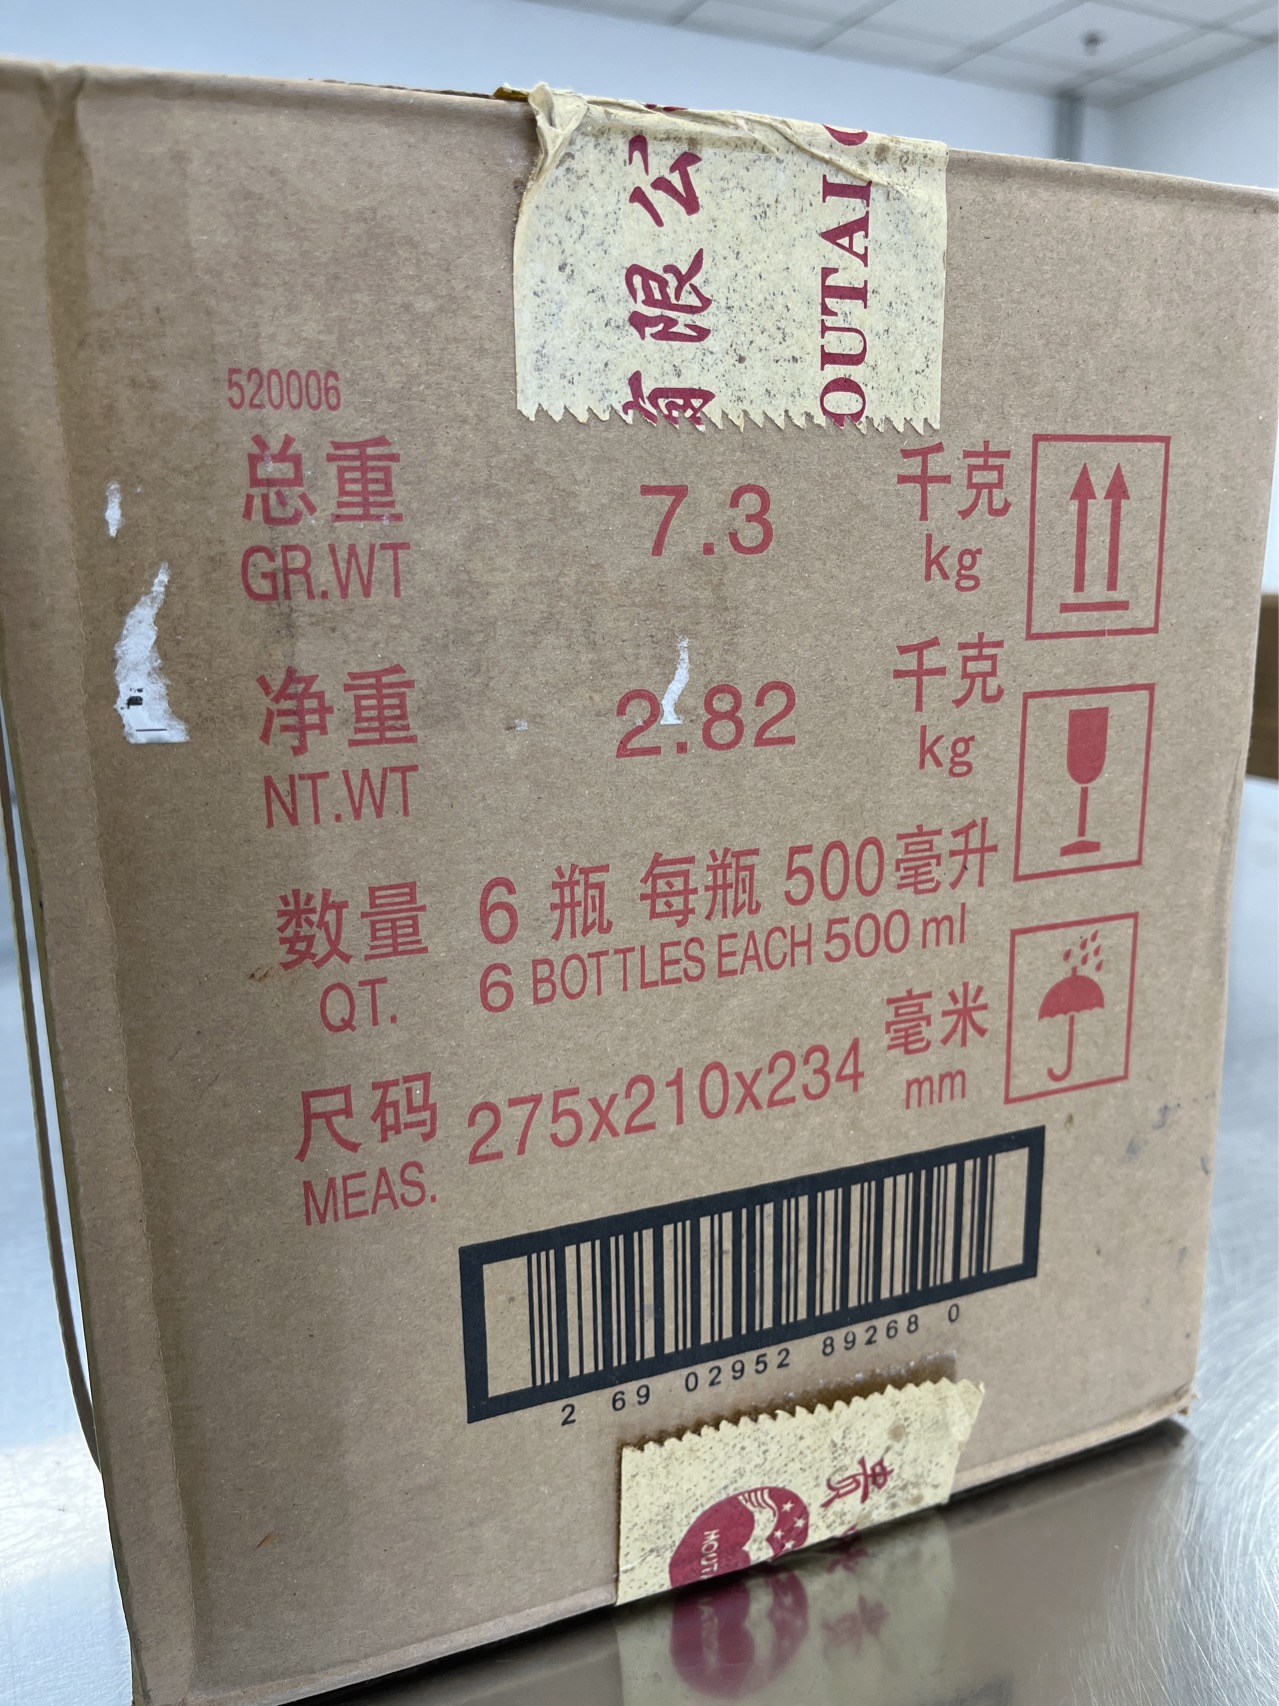 有限公
OUTAI
520006
总重 7.3 千克
GR.WT kg
净重 2.82 千克
NT.WT kg
数量 6 瓶 每瓶 500毫升
QT. 6 BOTTLES EACH 500 ml
尺码 275x210x234 毫米
MEAS. mm
2 69 02952 89268 0
贵
MOUT